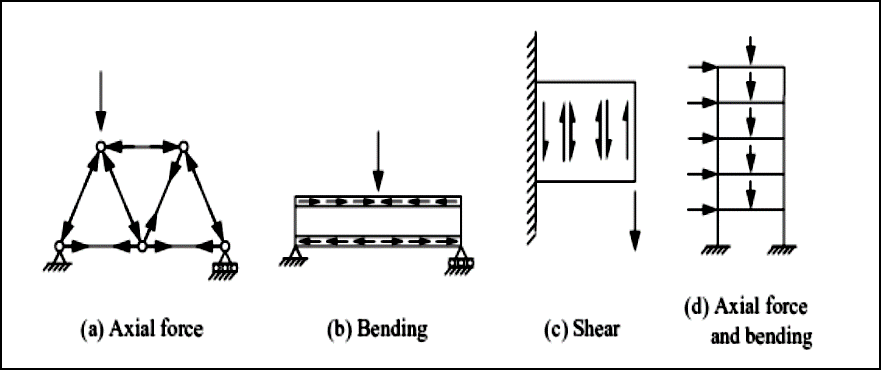 (a) Axial force
(b) Bending
(c) Shear
(d) Axial force
and bending